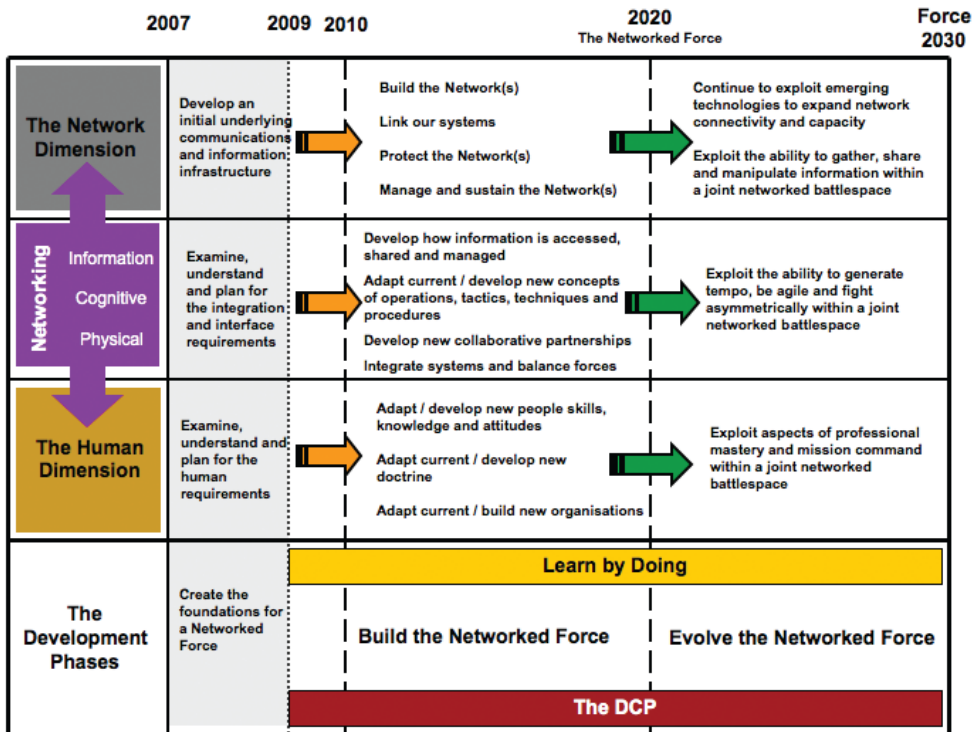 2007
2009
2010
2020
The Networked Force
Force
2030
The Network
Dimension
Develop an
initial underlying
communications
and information
infrastructure
Build the Network(s)
Link our systems
Protect the Network(s)
Manage and sustain the Network(s)
Continue to exploit emerging
technologies to expand network
connectivity and capacity
Exploit the ability to gather, share
and manipulate information within
a joint networked battlespace
Networking
Information
Cognitive
Physical
Examine,
understand
and plan for
the integration
and interface
requirements
Develop how information is accessed,
shared and managed
Adapt current / develop new concepts
of operations, tactics, techniques and
procedures
Develop new collaborative partnerships
Integrate systems and balance forces
Exploit the ability to generate
tempo, be agile and fight
asymmetrically within a joint
networked battlespace
The Human
Dimension
Examine,
understand and
plan for the
human
requirements
Adapt / develop new people skills,
knowledge and attitudes
Adapt current / develop new
doctrine
Adapt current / build new organisations
Exploit aspects of professional
mastery and mission command
within a joint networked
battlespace
The
Development
Phases
Create the
foundations for
a Networked
Force
Learn by Doing
Build the Networked Force
Evolve the Networked Force
The DCP